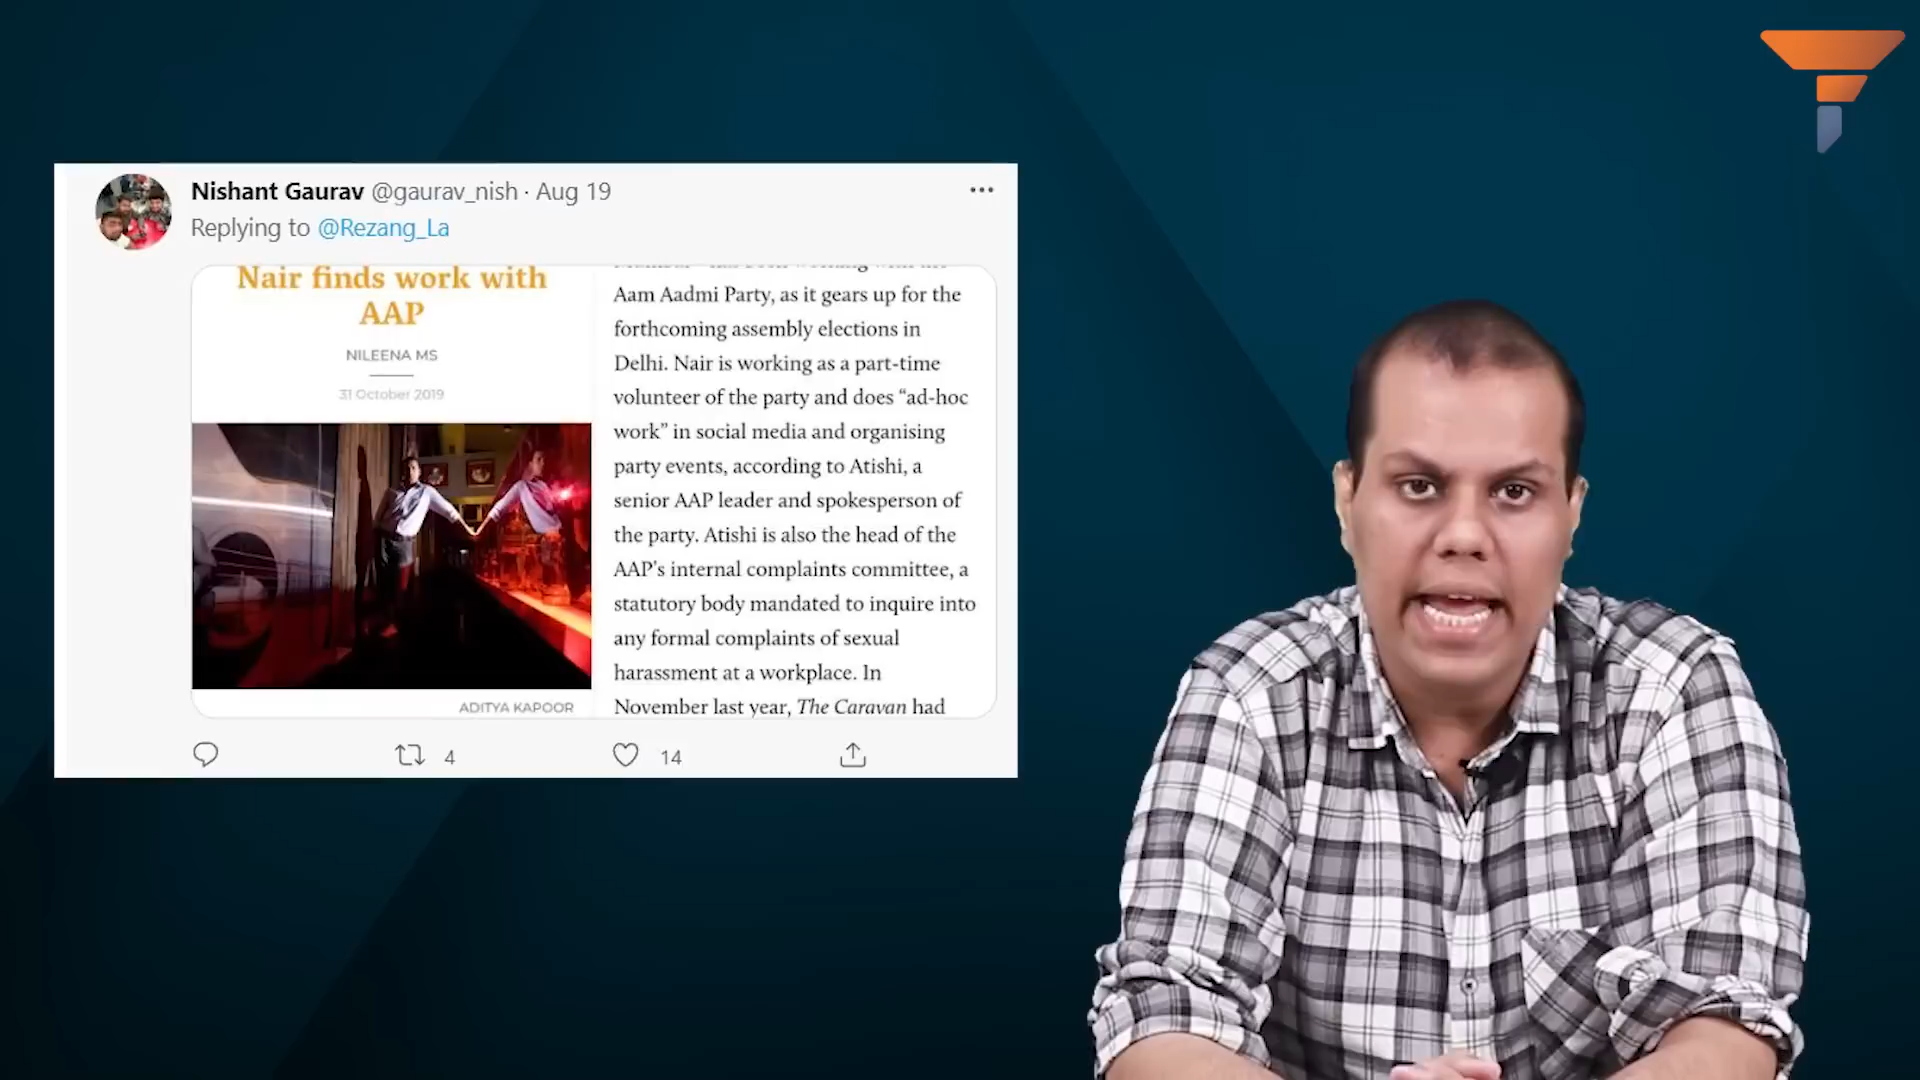 Nishant Gaurav @gaurav_nish · Aug 19
Replying to @Rezang_La
Nair finds work with
AAP
NILEENA MS
31 October 2019
ADITYA KAPOOR
Aam Aadmi Party, as it gears up for the
forthcoming assembly elections in
Delhi. Nair is working as a part-time
volunteer of the party and does “ad-hoc
work” in social media and organising
party events, according to Atishi, a
senior AAP leader and spokesperson of
the party. Atishi is also the head of the
AAP's internal complaints committee, a
statutory body mandated to inquire into
any formal complaints of sexual
harassment at a workplace. In
November last year, The Caravan had
4
14